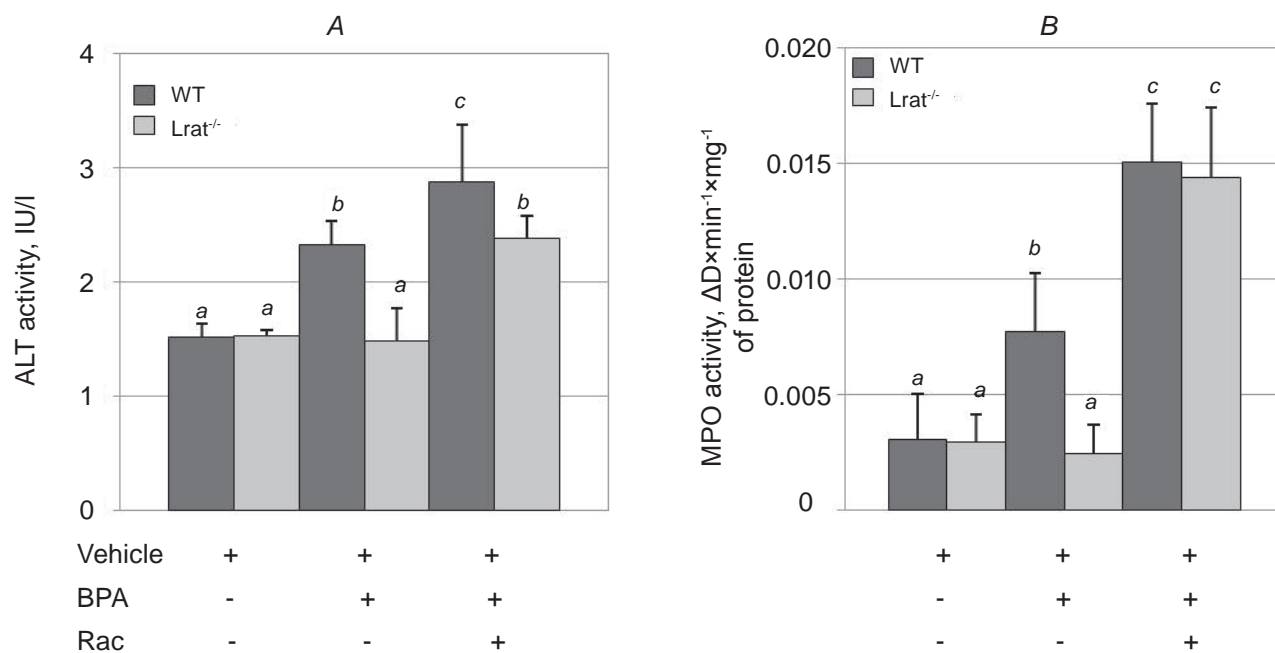 A
4
3
2
1
0
ALT activity, IU/l
WT
Lrat-/-
a
a
b
a
c
b
Vehicle + + +
BPA - + +
Rac - - +
B
0.020
0.015
0.010
0.005
0
MPO activity, ΔD×min-1×mg-1
of protein
WT
Lrat-/-
a
a
b
a
c
c
+ + +
- + +
- - +